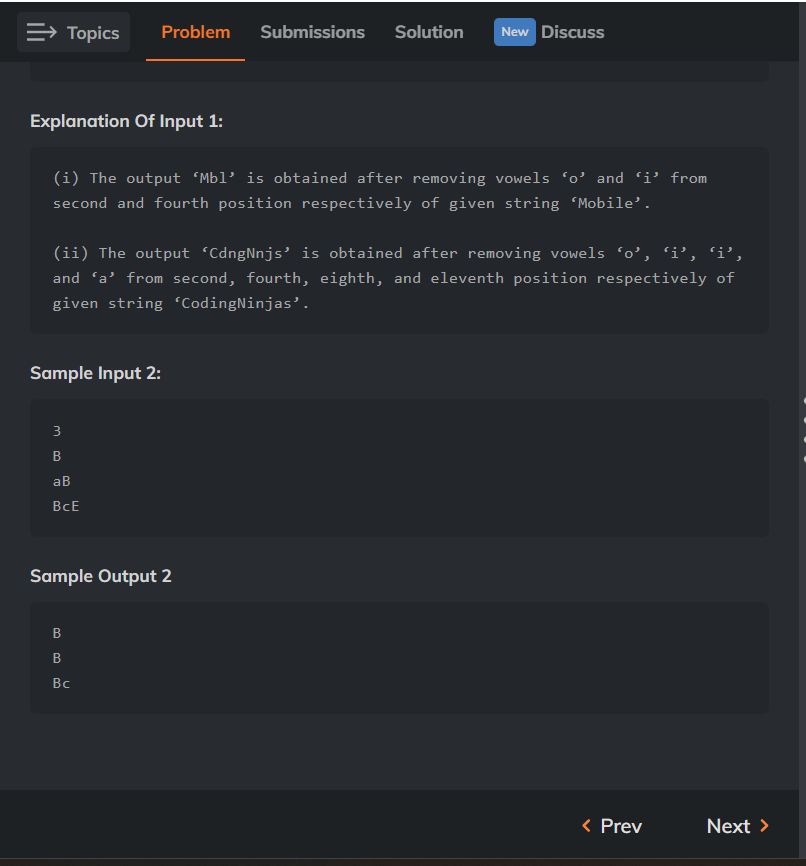 Topics
Problem
Submissions
Solution
New Discuss
Explanation Of Input 1:
(i) The output ‘Mbl’ is obtained after removing vowels ‘o’ and ‘i’ from
second and fourth position respectively of given string ‘Mobile’.
(ii) The output ‘CdngNnjs’ is obtained after removing vowels ‘o’, ‘i’, ‘i’,
and ‘a’ from second, fourth, eighth, and eleventh position respectively of
given string ‘CodingNinjas’.
Sample Input 2:
3
B
aB
BcE
Sample Output 2
B
B
Bc
Prev
Next